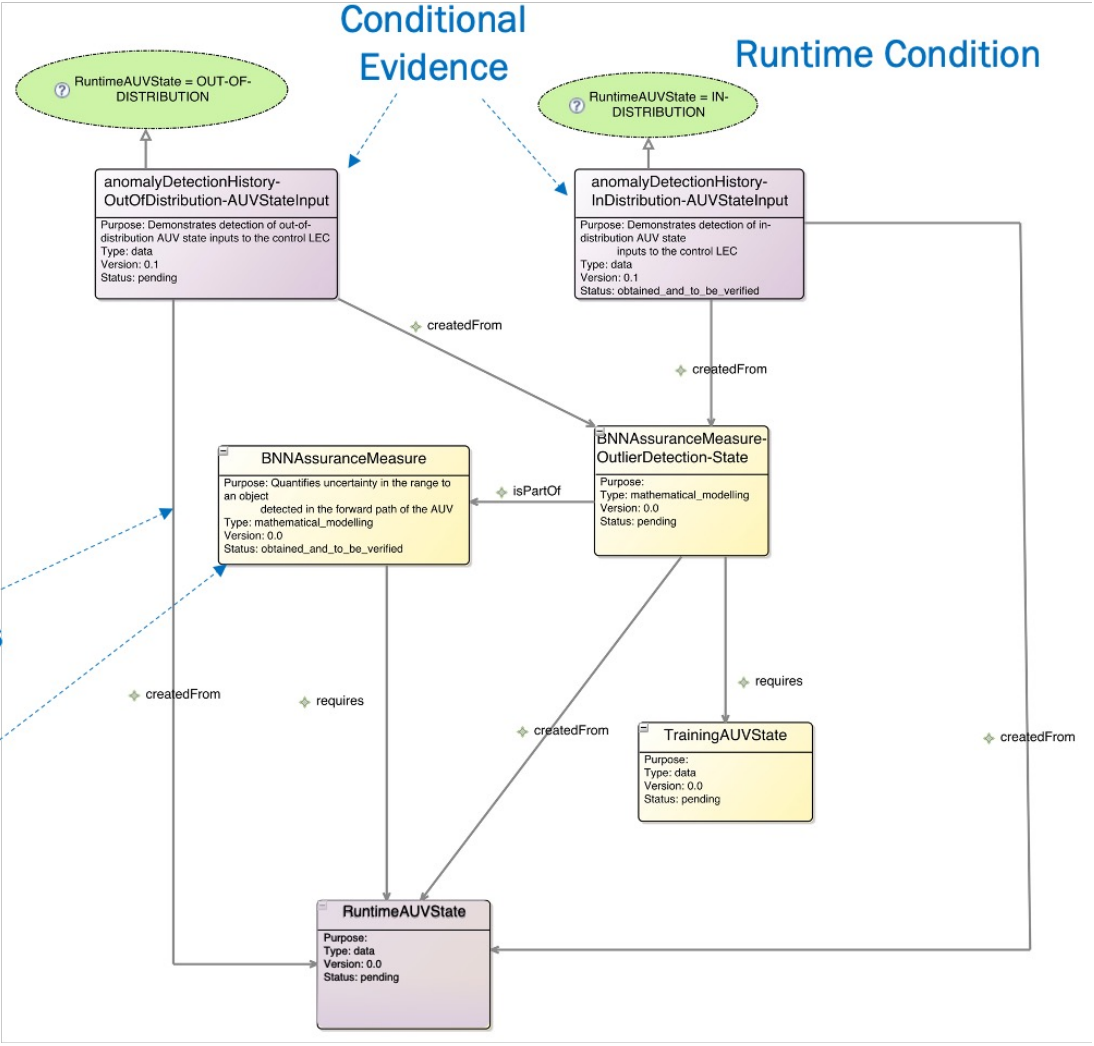 Conditional
Evidence
Runtime Condition
RuntimeAUVState = OUT-OF-
DISTRIBUTION
RuntimeAUVState = IN-
DISTRIBUTION
anomalyDetectionHistory-
OutOfDistribution-AUVStateInput
Purpose: Demonstrates detection of out-of-
distribution AUV state inputs to the control LEC
Type: data
Version: 0.1
Status: pending
anomalyDetectionHistory-
InDistribution-AUVStateInput
Purpose: Demonstrates detection of in-
distribution AUV state
inputs to the control LEC
Type: data
Version: 0.1
Status: obtained_and_to_be_verified
createdFrom
createdFrom
BNNAssuranceMeasure
Purpose: Quantifies uncertainty in the range to
an object
detected in the forward path of the AUV
Type: mathematical_modelling
Version: 0.0
Status: obtained_and_to_be_verified
isPartOf
BNNAssuranceMeasure-
OutlierDetection-State
Purpose:
Type: mathematical_modelling
Version: 0.0
Status: pending
s
createdFrom
requires
createdFrom
requires
createdFrom
TrainingAUVState
Purpose:
Type: data
Version: 0.0
Status: pending
RuntimeAUVState
Purpose:
Type: data
Version: 0.0
Status: pending